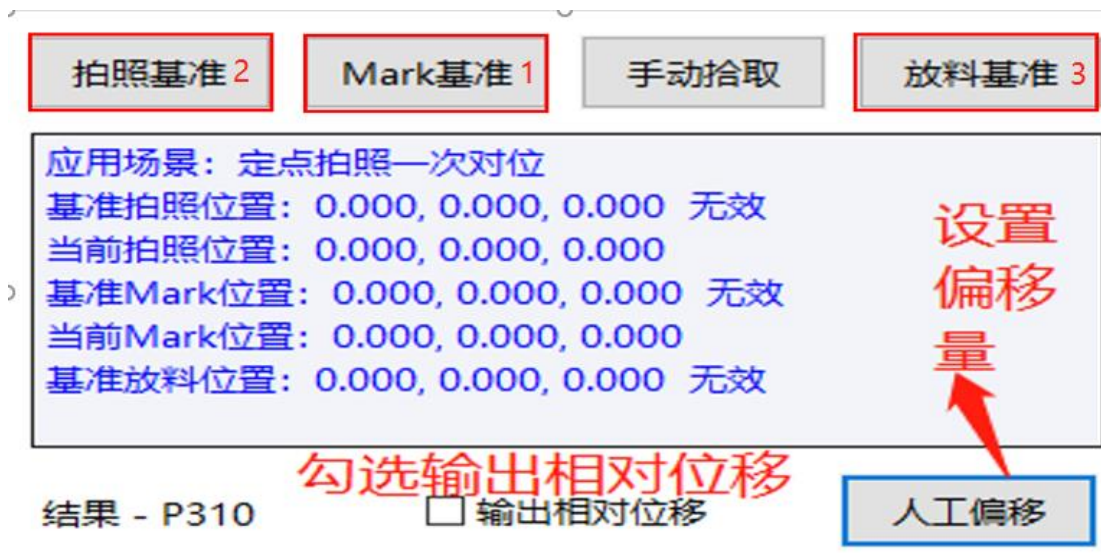 拍照基准 2 Mark基准 1 手动拾取 放料基准 3
应用场景：定点拍照一次对位
基准拍照位置：0.000, 0.000, 0.000 无效
当前拍照位置：0.000, 0.000, 0.000
基准Mark位置：0.000, 0.000, 0.000 无效
当前Mark位置：0.000, 0.000, 0.000
基准放料位置：0.000, 0.000, 0.000 无效
设置
偏移
量
勾选输出相对位移
结果 - P310 输出相对位移 人工偏移